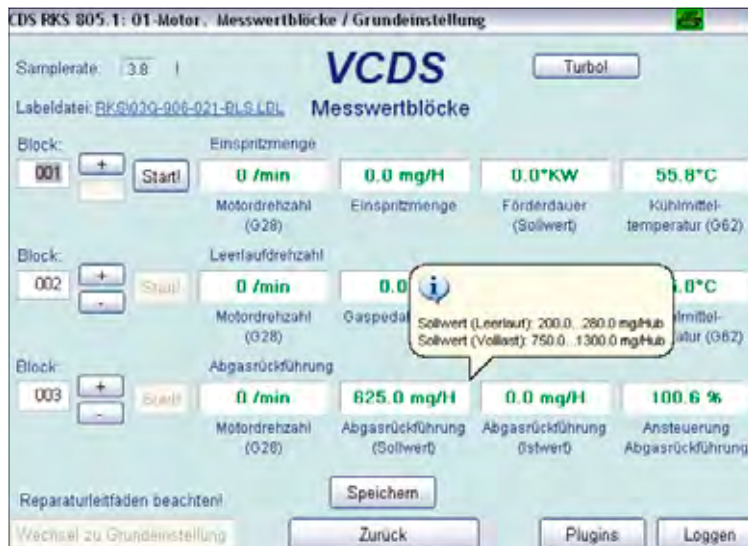 CDS RKS 805.1: 01-Motor, Messwertblöcke / Grundeinstellung
VCDS
Samplerate: 3.8
Turbo!
Labeldatei: RKS\03G-906-021-BLS.LBL
Messwertblöcke
Block:
Einspritzmenge
001 + Start! 0 /min 0.0 mg/H 0.0°KW 55.8°C
Motordrehzahl (G28) Einspritzmenge Förderdauer (Sollwert) Kühlmittel-temperatur (G62)
Block:
Leerlaufdrehzahl
002 + - Start! 0 /min 0.0
Motordrehzahl (G28) Gaspedal
Sollwert (Leerlauf): 200.0...280.0 mg/Hub
Sollwert (Volllast): 750.0...1300.0 mg/Hub
Block:
Abgasrückführung
003 + - Start! 0 /min 625.0 mg/H 0.0 mg/H 100.6 %
Motordrehzahl (G28) Abgasrückführung (Sollwert) Abgasrückführung (Istwert) Ansteuerung Abgasrückführung
Reparaturleitfaden beachten!
Speichern
Wechsel zu Grundeinstellung Zurück Plugins Loggen